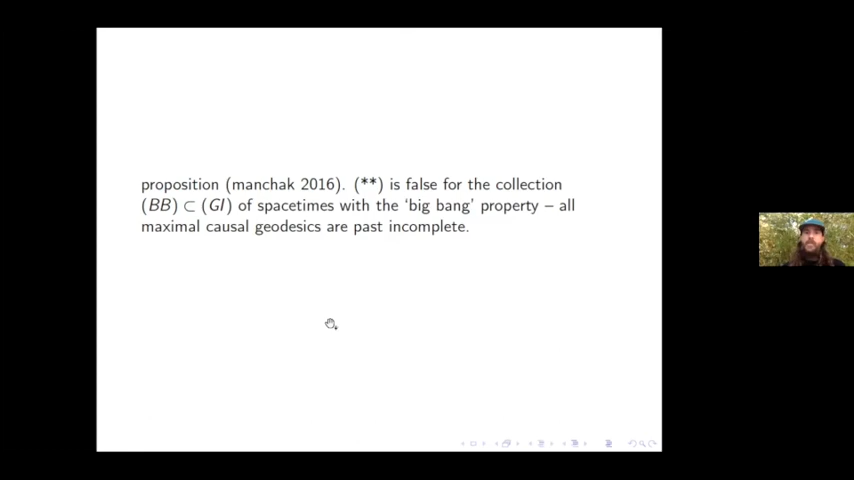 proposition (manchak 2016). (**) is false for the collection
(BB) ⊂ (GI) of spacetimes with the ‘big bang’ property – all
maximal causal geodesics are past incomplete.